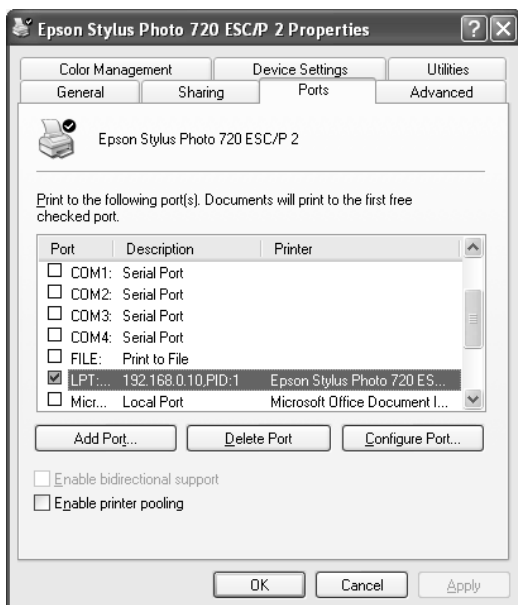 Epson Stylus Photo 720 ESC/P 2 Properties
Color Management Device Settings Utilities
General Sharing Ports Advanced
Epson Stylus Photo 720 ESC/P 2
Print to the following port(s). Documents will print to the first free
checked port.
Port Description Printer
COM1: Serial Port
COM2: Serial Port
COM3: Serial Port
COM4: Serial Port
FILE: Print to File
LPT:... 192.168.0.10,PID:1 Epson Stylus Photo 720 ES...
Micr... Local Port Microsoft Office Document I...
Add Port... Delete Port Configure Port...
Enable bidirectional support
Enable printer pooling
OK Cancel Apply